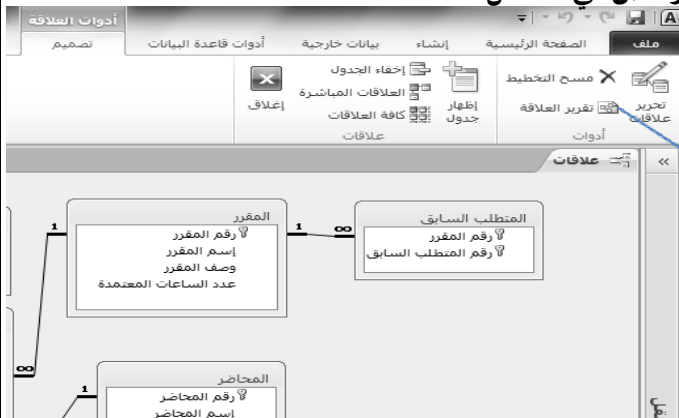 أدوات العلاقة
ملف الصفحة الرئيسية إنشاء بيانات خارجية أدوات قاعدة البيانات تصميم
تحرير علاقات
مسح التخطيط
تقرير العلاقة
أدوات
إظهار جدول
إخفاء الجدول
العلاقات المباشرة
كافة العلاقات
علاقات
إغلاق
علاقات
المتطلب السابق
رقم المقرر
رقم المتطلب السابق
∞ 1
المقرر
رقم المقرر
إسم المقرر
وصف المقرر
عدد الساعات المعتمدة
1
∞
المحاضر
رقم المحاضر
إسم المحاضر
1